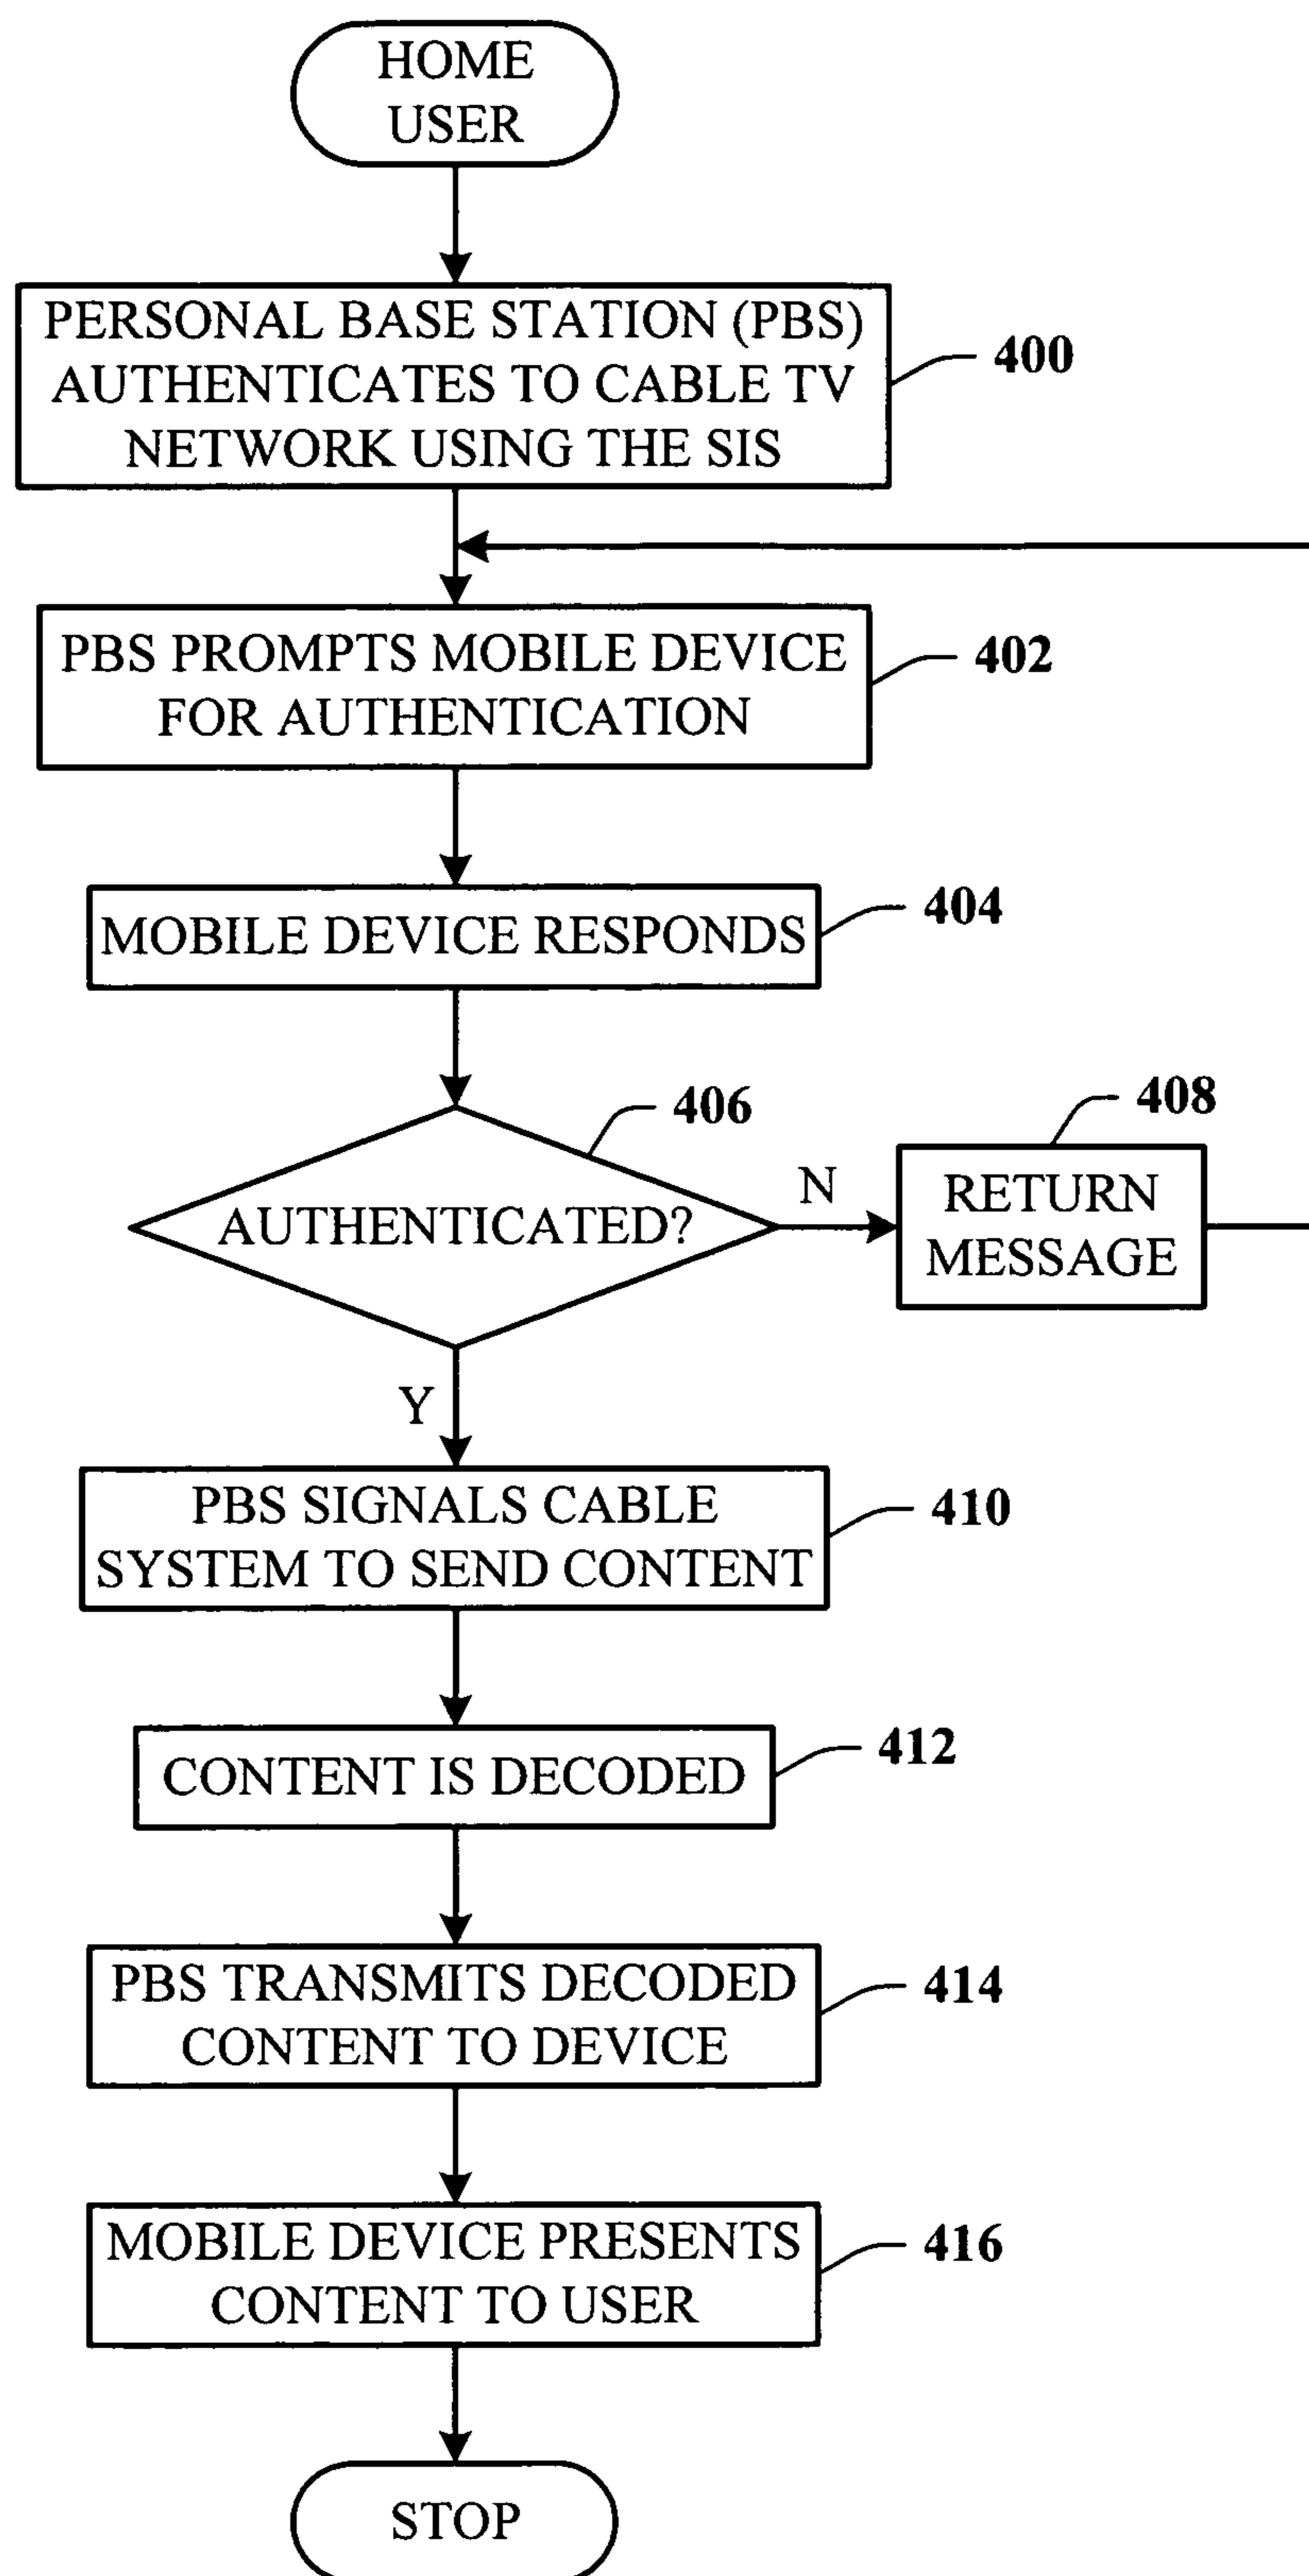 HOME
USER
PERSONAL BASE STATION (PBS)
AUTHENTICATES TO CABLE TV
NETWORK USING THE SIS
400
PBS PROMPTS MOBILE DEVICE
FOR AUTHENTICATION
402
MOBILE DEVICE RESPONDS
404
AUTHENTICATED?
406
N
RETURN
MESSAGE
408
Y
PBS SIGNALS CABLE
SYSTEM TO SEND CONTENT
410
CONTENT IS DECODED
412
PBS TRANSMITS DECODED
CONTENT TO DEVICE
414
MOBILE DEVICE PRESENTS
CONTENT TO USER
416
STOP